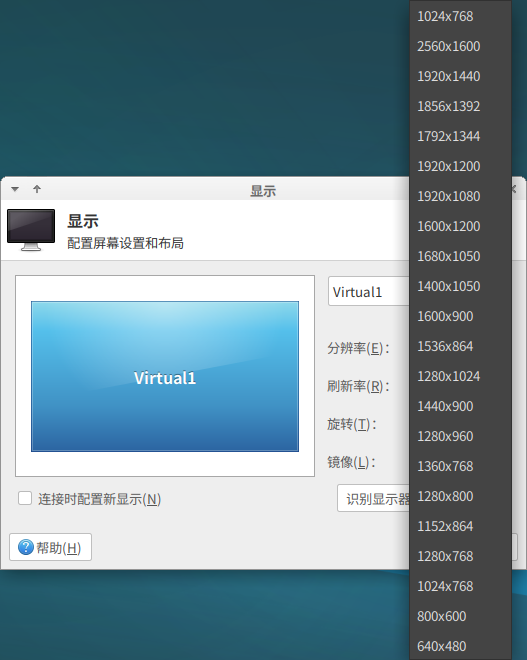 显示
显示
配置屏幕设置和布局
Virtual1
Virtual1
分辨率(E):
刷新率(R):
旋转(T):
镜像(L):
连接时配置新显示(N)
识别显示器
帮助(H)
1024x768
2560x1600
1920x1440
1856x1392
1792x1344
1920x1200
1920x1080
1600x1200
1680x1050
1400x1050
1600x900
1536x864
1280x1024
1440x900
1280x960
1360x768
1280x800
1152x864
1280x768
1024x768
800x600
640x480